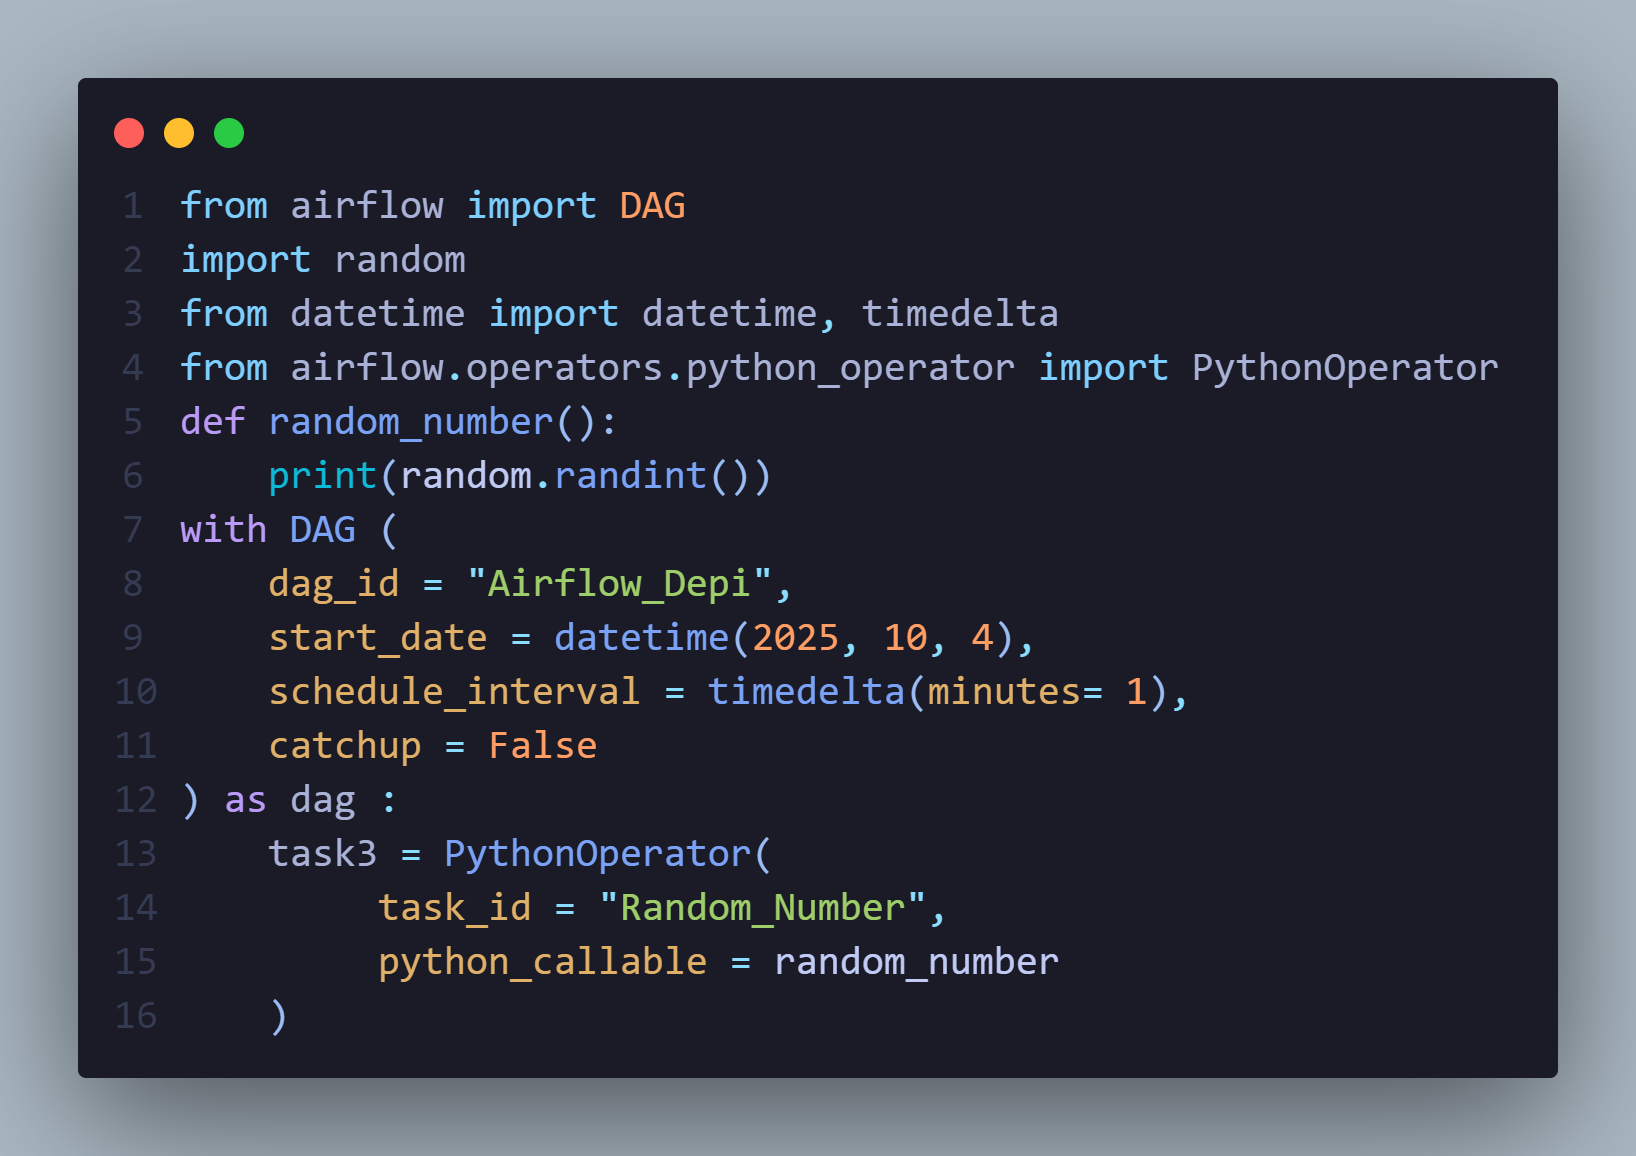 1 from airflow import DAG
2 import random
3 from datetime import datetime, timedelta
4 from airflow.operators.python_operator import PythonOperator
5 def random_number():
6     print(random.randint())
7 with DAG (
8     dag_id = "Airflow_Depi",
9     start_date = datetime(2025, 10, 4),
10     schedule_interval = timedelta(minutes= 1),
11     catchup = False
12 ) as dag :
13     task3 = PythonOperator(
14          task_id = "Random_Number",
15          python_callable = random_number
16     )